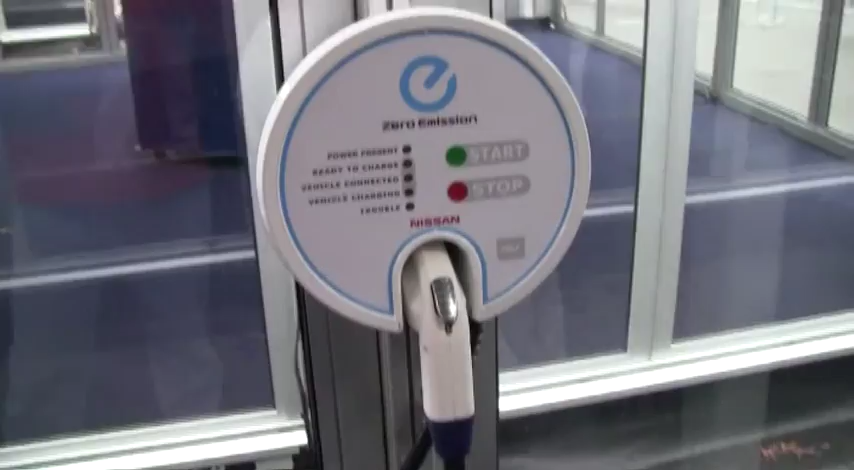 Zero Emission
POWER PRESENT
READY TO CHARGE
VEHICLE CONNECTED
VEHICLE CHARGING
TROUBLE
START
STOP
NISSAN